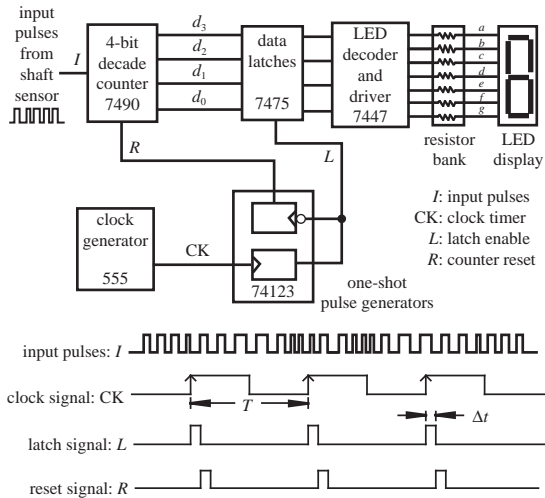 input
pulses
from
shaft
sensor
I
4-bit
decade
counter
7490
d3
d2
d1
d0
data
latches
7475
LED
decoder
and
driver
7447
a
b
c
d
e
f
g
resistor
bank
LED
display
R
L
clock
generator
555
CK
74123
one-shot
pulse generators
I: input pulses
CK: clock timer
L: latch enable
R: counter reset
input pulses: I
clock signal: CK
T
Δt
latch signal: L
reset signal: R